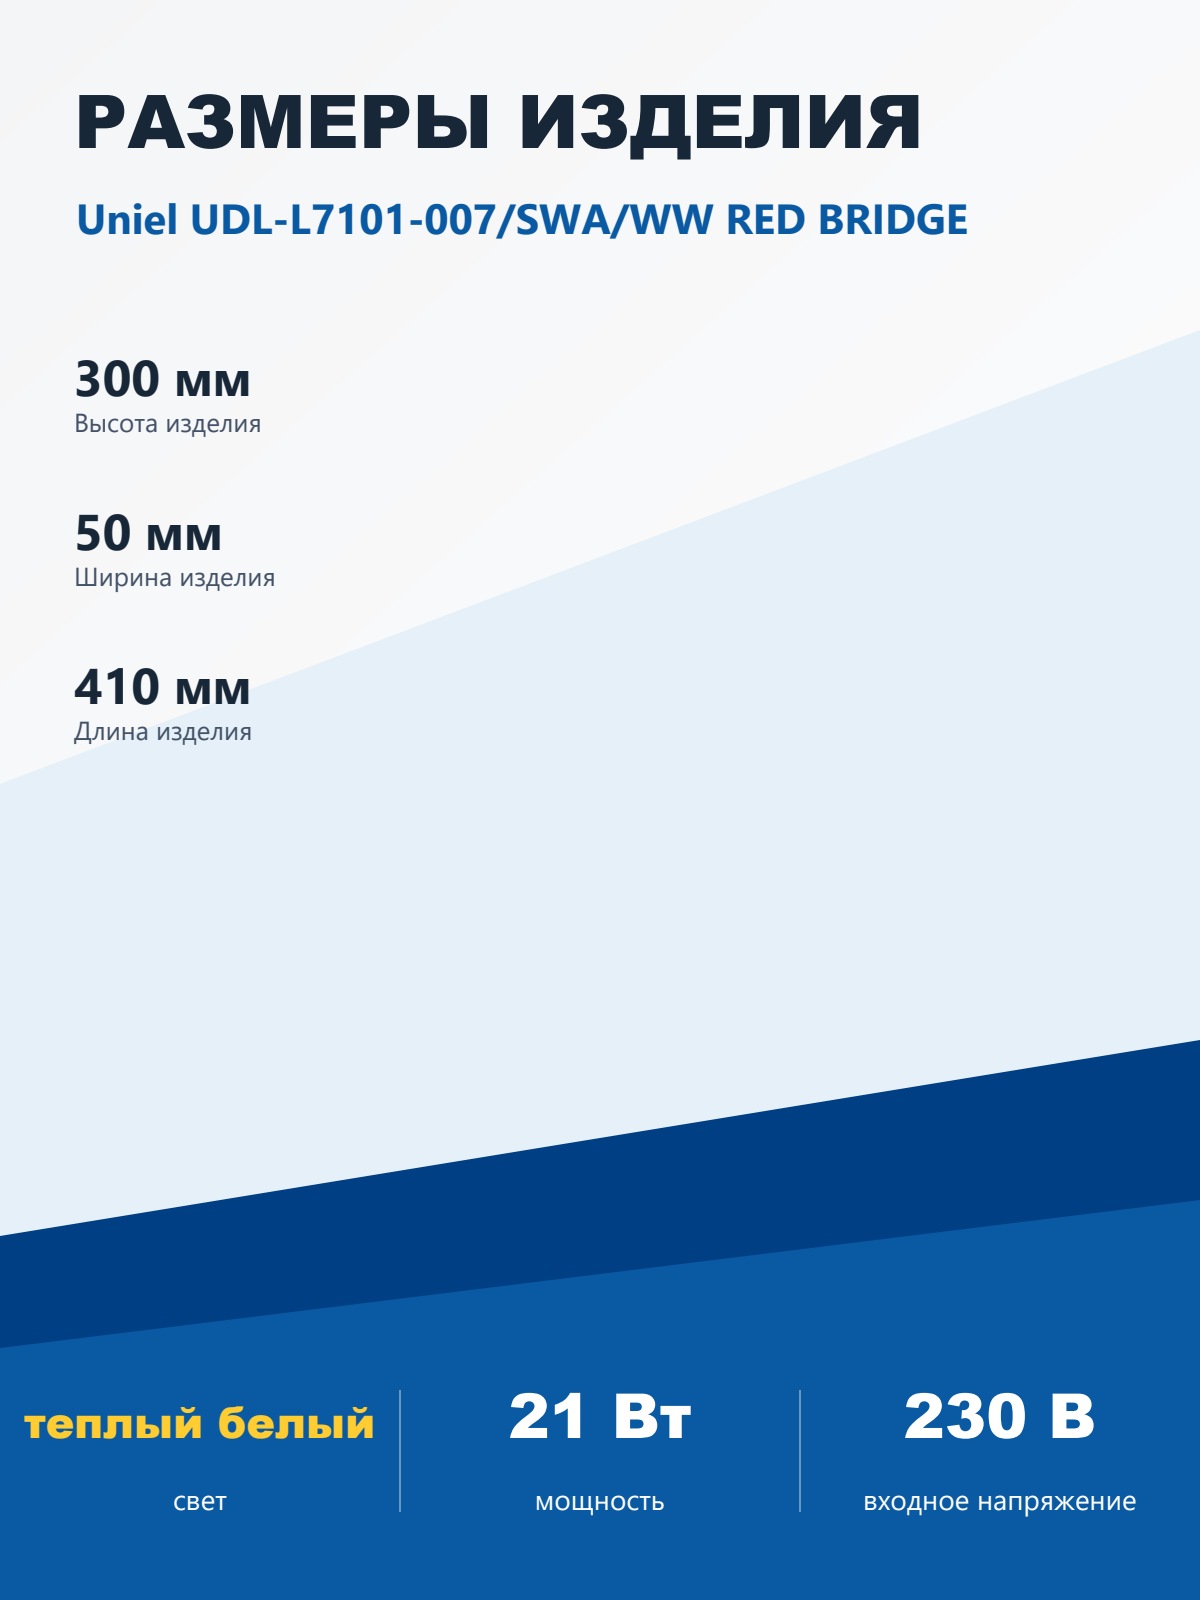 РАЗМЕРЫ ИЗДЕЛИЯ
Uniel UDL-L7101-007/SWA/WW RED BRIDGE
300 мм
Высота изделия
50 мм
Ширина изделия
410 мм
Длина изделия
теплый белый
свет
21 Вт
мощность
230 В
входное напряжение